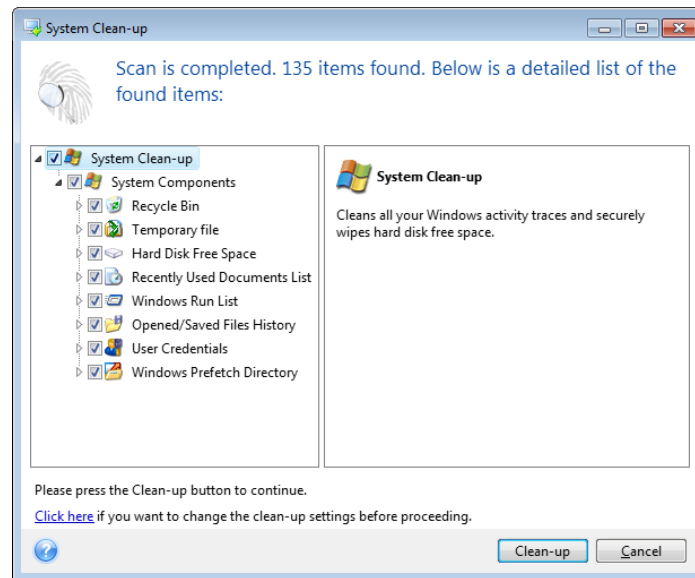 System Clean-up
Scan is completed. 135 items found. Below is a detailed list of the
found items:
System Clean-up
System Components
Recycle Bin
Temporary file
Hard Disk Free Space
Recently Used Documents List
Windows Run List
Opened/Saved Files History
User Credentials
Windows Prefetch Directory
System Clean-up
Cleans all your Windows activity traces and securely
wipes hard disk free space.
Please press the Clean-up button to continue.
Click here if you want to change the clean-up settings before proceeding.
Clean-up
Cancel